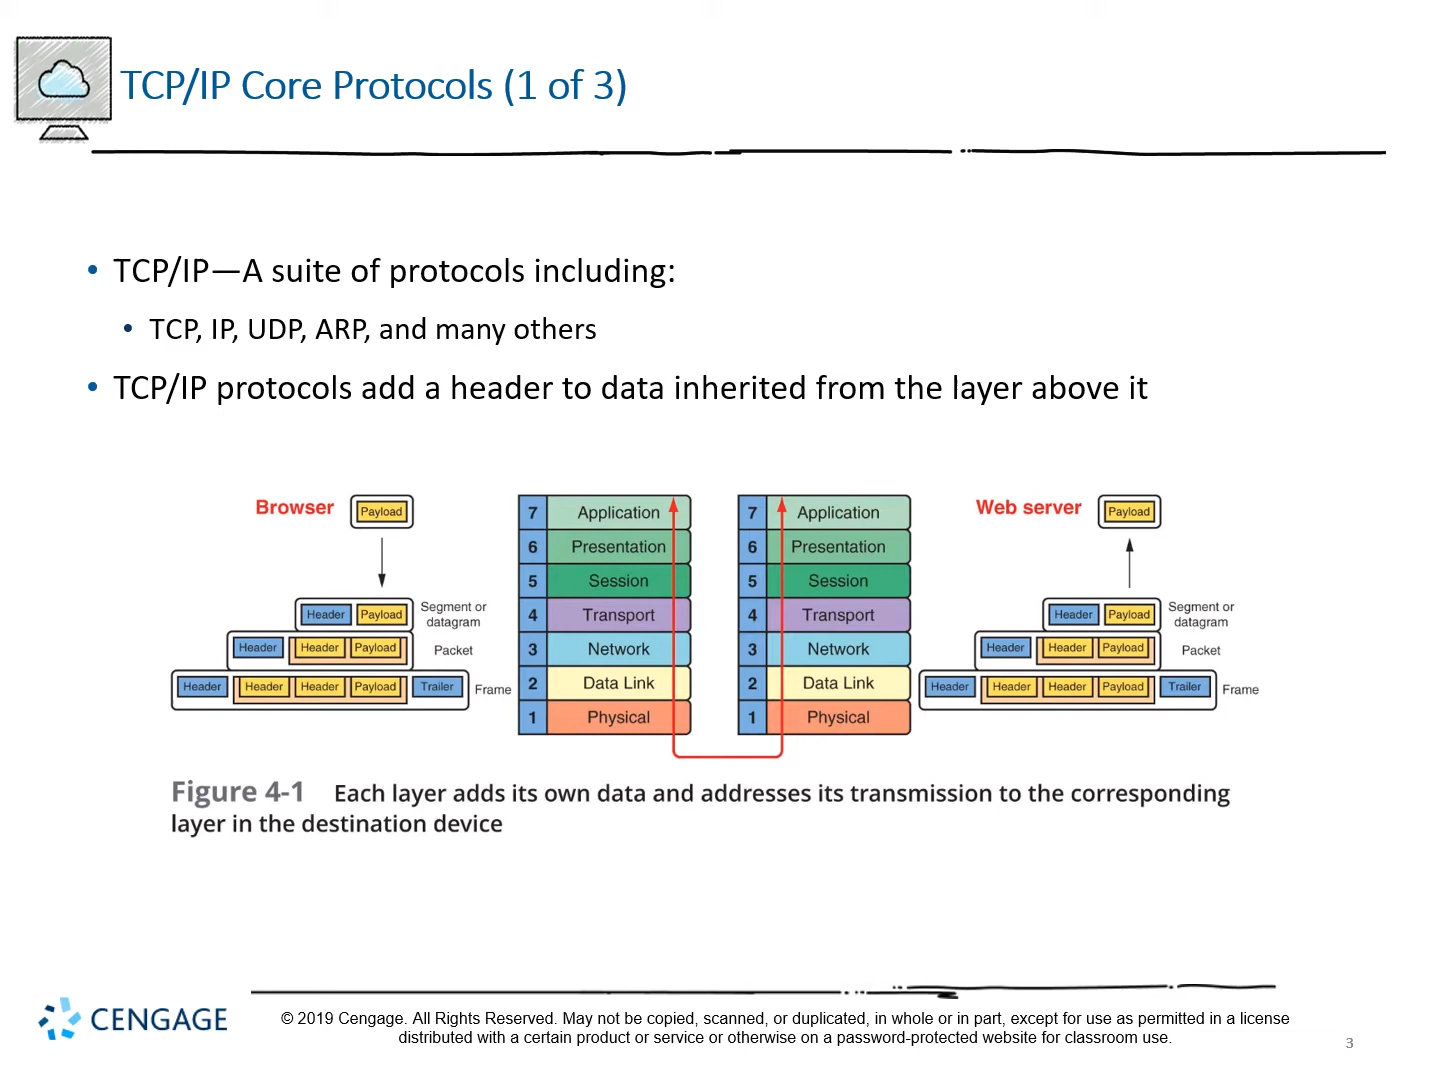 TCP/IP Core Protocols (1 of 3)
• TCP/IP—A suite of protocols including:
• TCP, IP, UDP, ARP, and many others
• TCP/IP protocols add a header to data inherited from the layer above it
Browser
Payload
Header Payload
Segment or
datagram
Header Header Payload
Packet
Header Header Header Payload Trailer
Frame
7 Application
6 Presentation
5 Session
4 Transport
3 Network
2 Data Link
1 Physical
7 Application
6 Presentation
5 Session
4 Transport
3 Network
2 Data Link
1 Physical
Web server
Payload
Header Payload
Segment or
datagram
Header Header Payload
Packet
Header Header Header Payload Trailer
Frame
Figure 4-1 Each layer adds its own data and addresses its transmission to the corresponding
layer in the destination device
CENGAGE
© 2019 Cengage. All Rights Reserved. May not be copied, scanned, or duplicated, in whole or in part, except for use as permitted in a license
distributed with a certain product or service or otherwise on a password-protected website for classroom use.
3